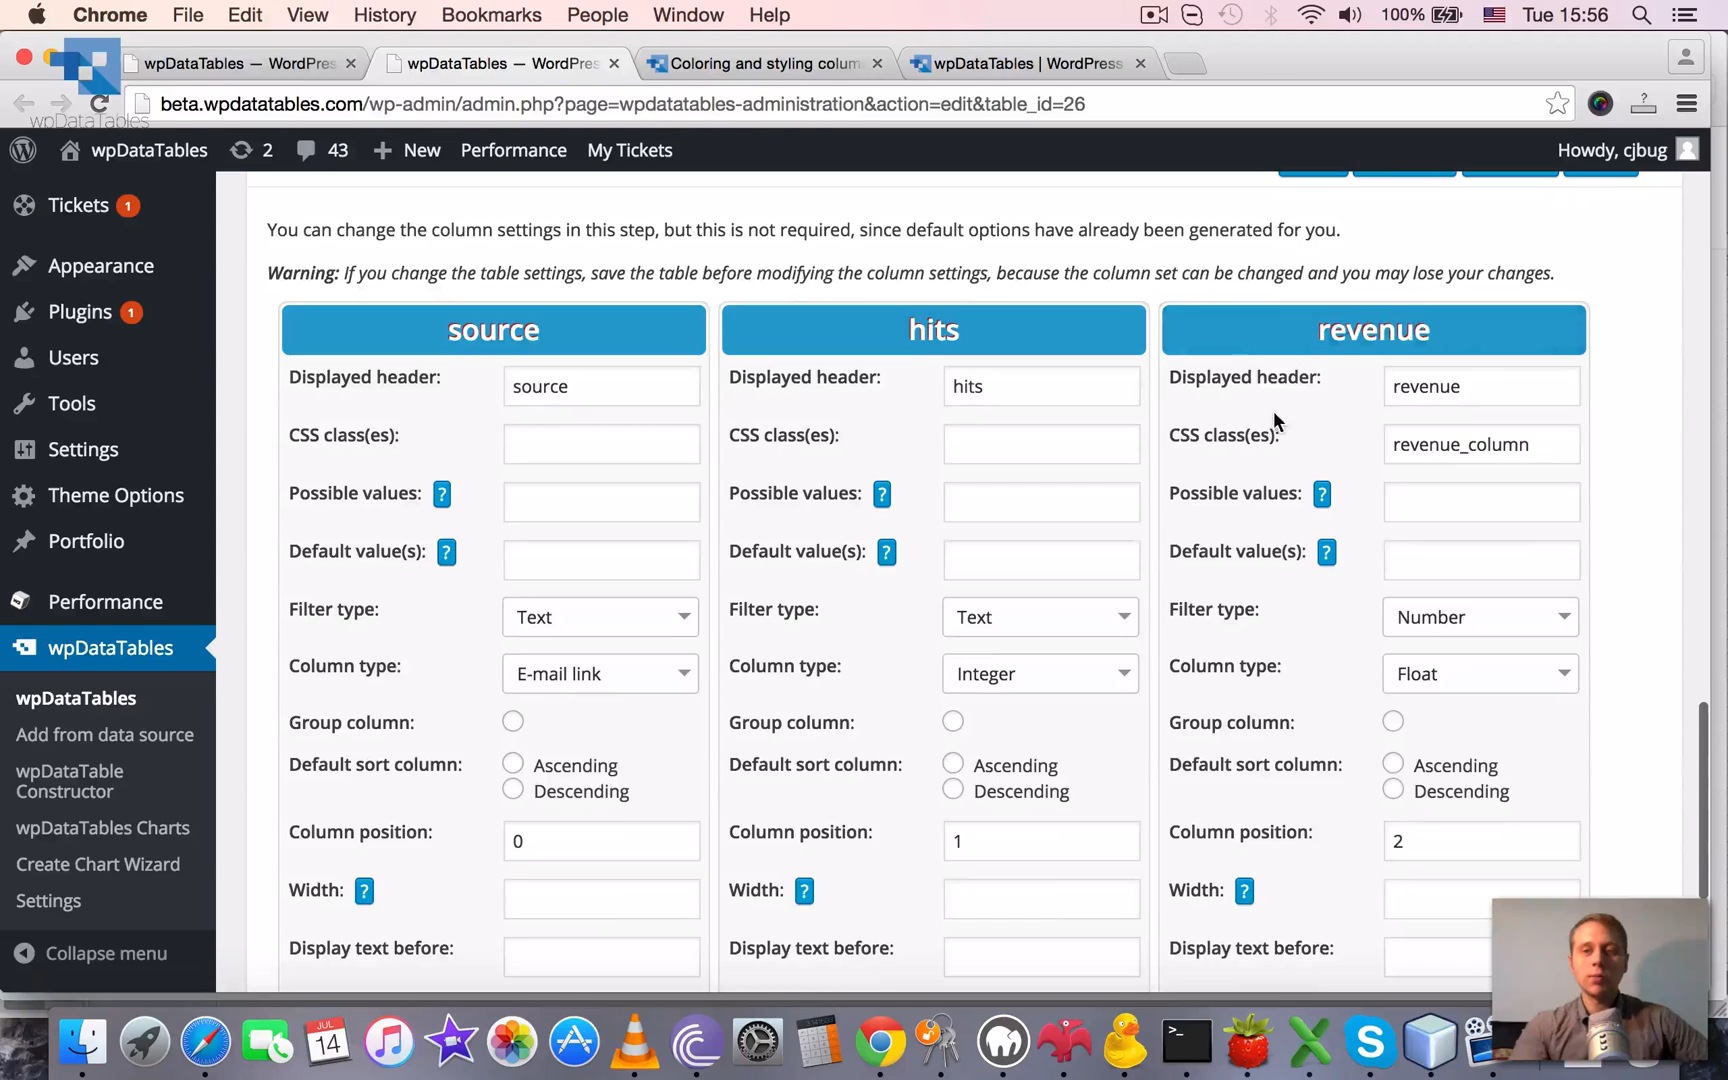 Chrome File Edit View History Bookmarks People Window Help 100% Tue 15:56
wpDataTables — WordPres wpDataTables — WordPres Coloring and styling colum wpDataTables | WordPress
beta.wpdatatables.com/wp-admin/admin.php?page=wpdatatables-administration&action=edit&table_id=26
wpDataTables
wpDataTables 2 43 New Performance My Tickets Howdy, cjbug
Tickets 1
Appearance
Plugins 1
Users
Tools
Settings
Theme Options
Portfolio
Performance
wpDataTables
wpDataTables
Add from data source
wpDataTable
Constructor
wpDataTables Charts
Create Chart Wizard
Settings
Collapse menu
You can change the column settings in this step, but this is not required, since default options have already been generated for you.
Warning: If you change the table settings, save the table before modifying the column settings, because the column set can be changed and you may lose your changes.
source
Displayed header: source
CSS class(es):
Possible values: ?
Default value(s): ?
Filter type: Text
Column type: E-mail link
Group column:
Default sort column: Ascending
Descending
Column position: 0
Width: ?
Display text before:
hits
Displayed header: hits
CSS class(es):
Possible values: ?
Default value(s): ?
Filter type: Text
Column type: Integer
Group column:
Default sort column: Ascending
Descending
Column position: 1
Width: ?
Display text before:
revenue
Displayed header: revenue
CSS class(es): revenue_column
Possible values: ?
Default value(s): ?
Filter type: Number
Column type: Float
Group column:
Default sort column: Ascending
Descending
Column position: 2
Width: ?
Display text before:
JUL
14